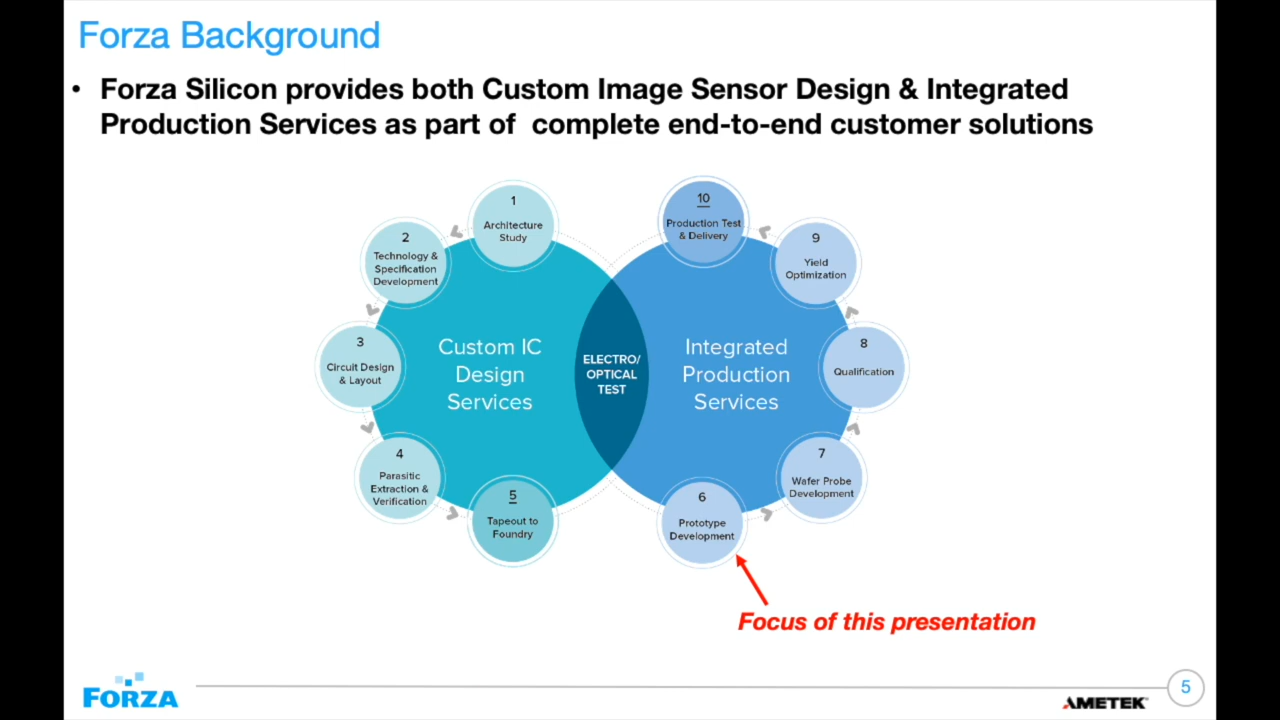 Forza Background
• Forza Silicon provides both Custom Image Sensor Design & Integrated
Production Services as part of complete end-to-end customer solutions
1
Architecture
Study
2
Technology &
Specification
Development
3
Circuit Design
& Layout
4
Parasitic
Extraction &
Verification
5
Tapeout to
Foundry
Custom IC
Design
Services
ELECTRO/
OPTICAL
TEST
Integrated
Production
Services
6
Prototype
Development
7
Wafer Probe
Development
8
Qualification
9
Yield
Optimization
10
Production Test
& Delivery
Focus of this presentation
FORZA
AMETEK
5